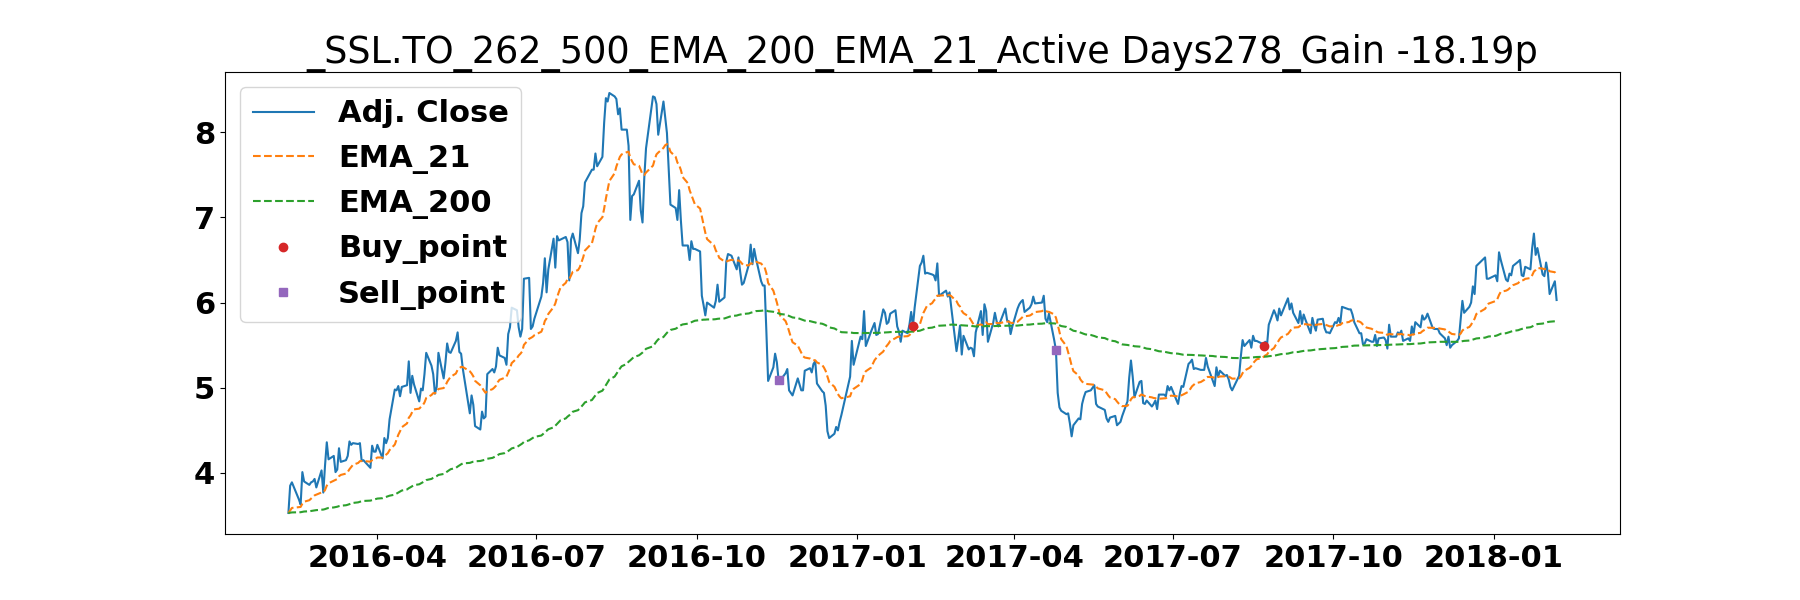 _SSL.TO_262_500_EMA_200_EMA_21_Active Days278_Gain -18.19p
Adj. Close
EMA_21
EMA_200
Buy_point
Sell_point
8
7
6
5
4
2016-04 2016-07 2016-10 2017-01 2017-04 2017-07 2017-10 2018-01